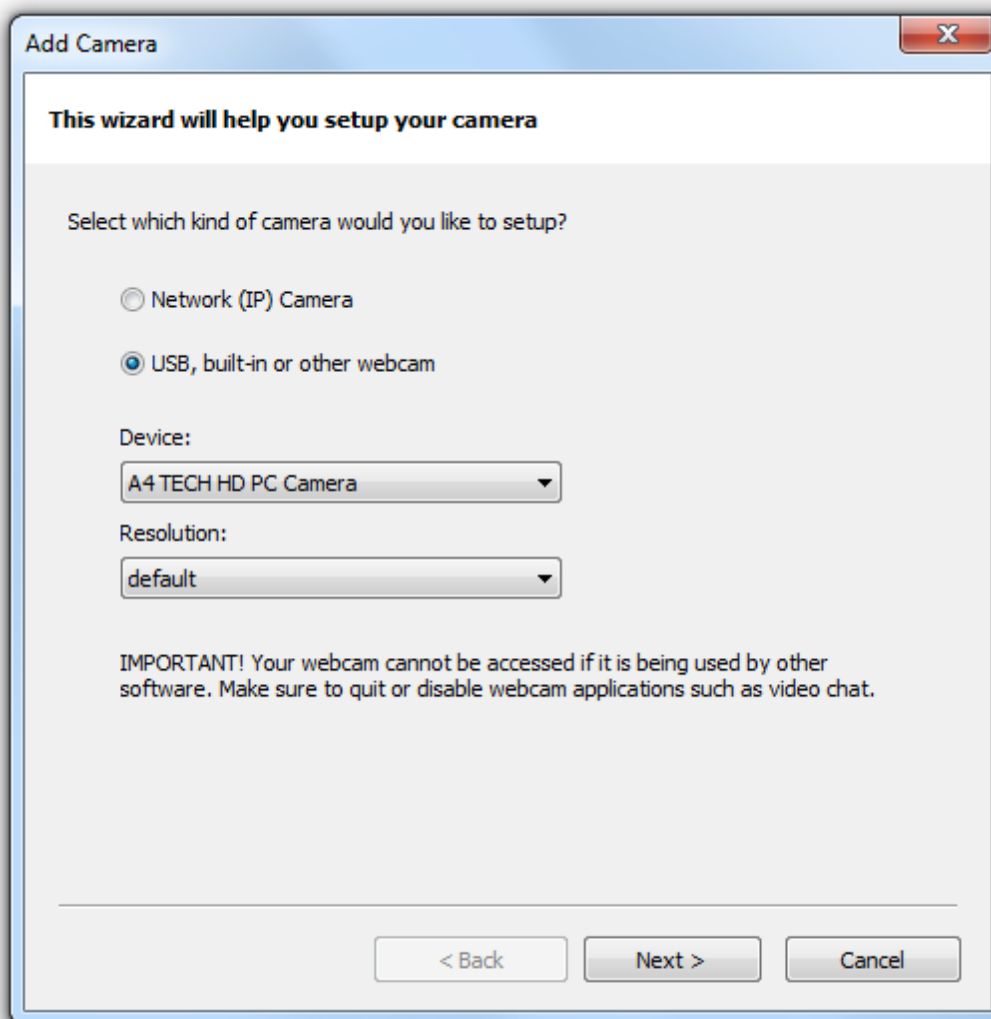 Add Camera
This wizard will help you setup your camera
Select which kind of camera would you like to setup?
Network (IP) Camera
USB, built-in or other webcam
Device:
A4 TECH HD PC Camera
Resolution:
default
IMPORTANT! Your webcam cannot be accessed if it is being used by other
software. Make sure to quit or disable webcam applications such as video chat.
< Back
Next >
Cancel